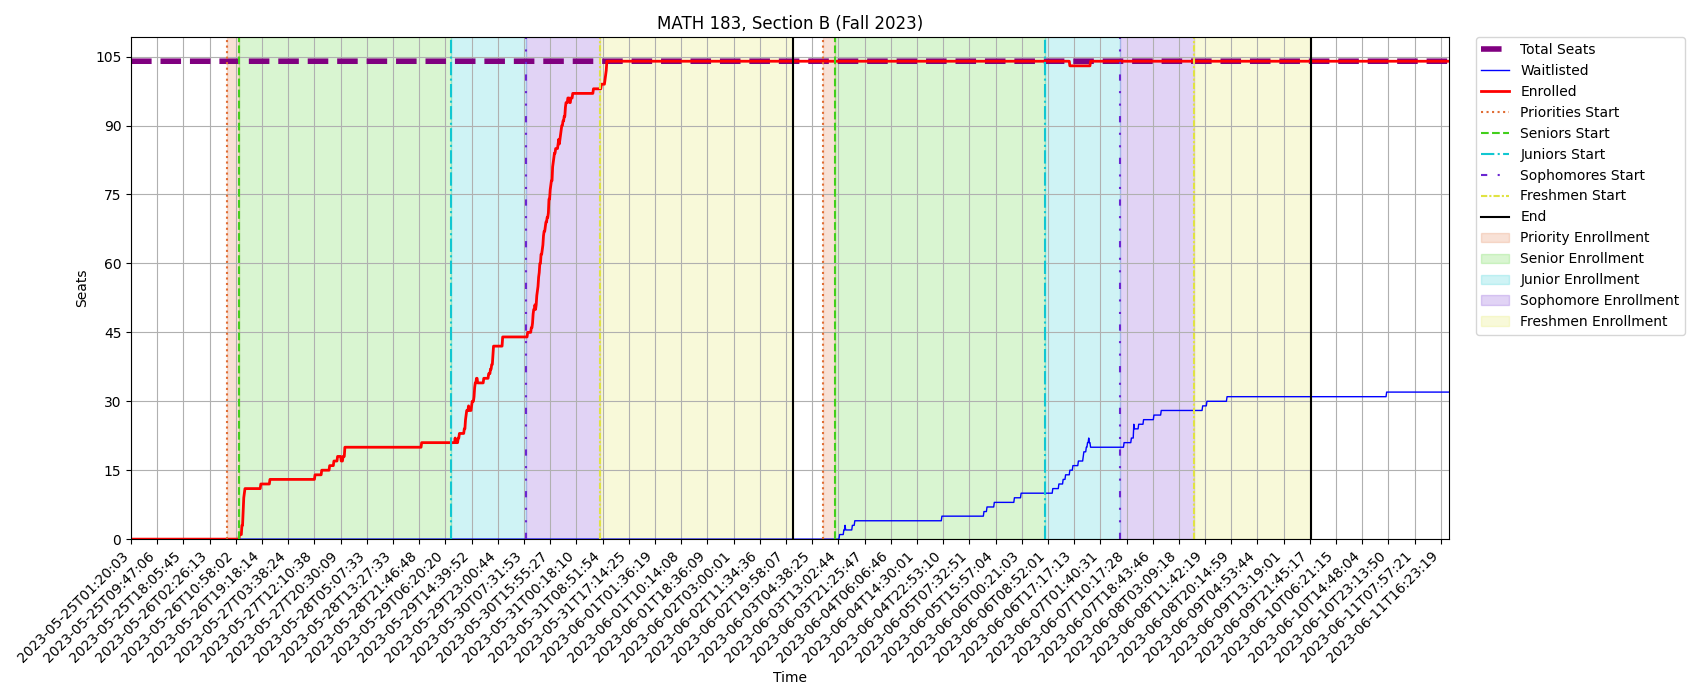 MATH 183, Section B (Fall 2023)
Seats
105
90
75
60
45
30
15
0
2023-05-25T01:20:03
2023-05-25T09:47:06
2023-05-25T18:05:45
2023-05-26T02:26:13
2023-05-26T10:58:02
2023-05-26T19:18:14
2023-05-27T03:38:24
2023-05-27T12:10:38
2023-05-27T20:30:09
2023-05-28T05:07:33
2023-05-28T13:27:33
2023-05-28T21:46:48
2023-05-29T06:20:20
2023-05-29T14:39:52
2023-05-29T23:00:44
2023-05-30T07:31:53
2023-05-30T15:55:27
2023-05-31T00:18:10
2023-05-31T08:51:54
2023-05-31T17:14:25
2023-06-01T01:36:19
2023-06-01T10:14:08
2023-06-01T18:36:09
2023-06-02T03:00:01
2023-06-02T11:34:36
2023-06-02T19:58:07
2023-06-03T04:38:25
2023-06-03T13:02:44
2023-06-03T21:25:47
2023-06-04T06:06:46
2023-06-04T14:30:01
2023-06-04T22:53:10
2023-06-05T07:32:51
2023-06-05T15:57:04
2023-06-06T00:21:03
2023-06-06T08:52:01
2023-06-06T17:17:13
2023-06-07T01:40:31
2023-06-07T10:17:28
2023-06-07T18:43:46
2023-06-08T03:09:18
2023-06-08T11:42:19
2023-06-08T20:14:59
2023-06-09T04:53:44
2023-06-09T13:19:01
2023-06-09T21:45:17
2023-06-10T06:21:15
2023-06-10T14:48:04
2023-06-10T23:13:50
2023-06-11T07:57:21
2023-06-11T16:23:19
Time
Total Seats
Waitlisted
Enrolled
Priorities Start
Seniors Start
Juniors Start
Sophomores Start
Freshmen Start
End
Priority Enrollment
Senior Enrollment
Junior Enrollment
Sophomore Enrollment
Freshmen Enrollment